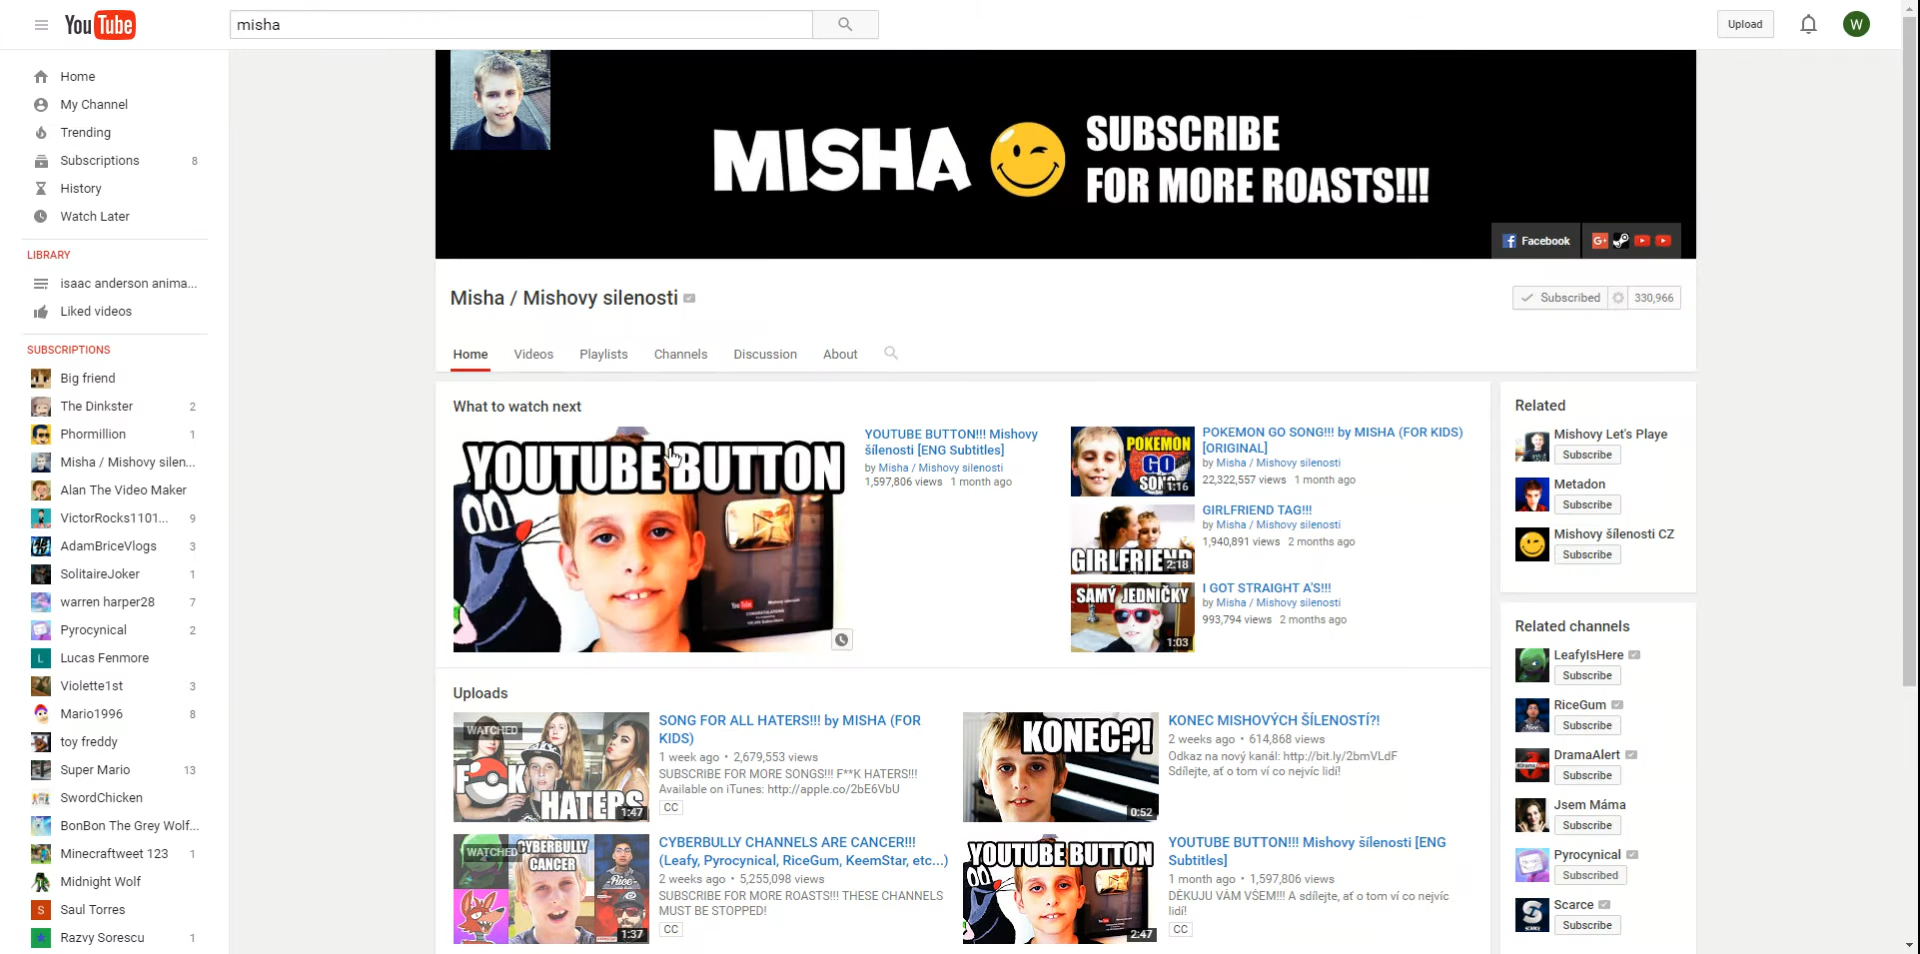 YouTube
misha
Upload
W
Home
My Channel
Trending
Subscriptions 8
History
Watch Later
LIBRARY
isaac anderson anima...
Liked videos
SUBSCRIPTIONS
Big friend
The Dinkster 2
Phormillion 1
Misha / Mishovy silen...
Alan The Video Maker
VictorRocks1101... 9
AdamBriceVlogs 3
SolitaireJoker 1
warren harper28 7
Pyrocynical 2
L Lucas Fenmore
Violette1st 3
Mario1996 8
toy freddy
Super Mario 13
SwordChicken
BonBon The Grey Wolf...
Minecraftweet 123 1
Midnight Wolf
S Saul Torres
Razvy Sorescu 1
MISHA
SUBSCRIBE
FOR MORE ROASTS!!!
Facebook
Misha / Mishovy silenosti
Subscribed 330,966
Home Videos Playlists Channels Discussion About
What to watch next
YOUTUBE BUTTON
YOUTUBE BUTTON!!! Mishovy
šílenosti [ENG Subtitles]
by Misha / Mishovy silenosti
1,597,806 views 1 month ago
POKEMON
GO
SONG
1:16
POKEMON GO SONG!!! by MISHA (FOR KIDS)
[ORIGINAL]
by Misha / Mishovy silenosti
22,322,557 views 1 month ago
GIRLFRIEND
2:18
GIRLFRIEND TAG!!!
by Misha / Mishovy silenosti
1,940,891 views 2 months ago
SAMÝ JEDNIČKY
1:03
I GOT STRAIGHT A'S!!!
by Misha / Mishovy silenosti
993,794 views 2 months ago
Uploads
WATCHED
F K
HATERS
1:47
SONG FOR ALL HATERS!!! by MISHA (FOR
KIDS)
1 week ago • 2,679,553 views
SUBSCRIBE FOR MORE SONGS!!! F**K HATERS!!!
Available on iTunes: http://apple.co/2bE6VbU
CC
KONEC?!
0:52
KONEC MISHOVÝCH ŠÍLENOSTÍ?!
2 weeks ago • 614,868 views
Odkaz na nový kanál: http://bit.ly/2bmVLdF
Sdílejte, ať o tom ví co nejvíc lidí!
WATCHED
CYBERBULLY
CANCER
Rice
1:37
CYBERBULLY CHANNELS ARE CANCER!!!
(Leafy, Pyrocynical, RiceGum, KeemStar, etc...)
2 weeks ago • 5,255,098 views
SUBSCRIBE FOR MORE ROASTS!!! THESE CHANNELS
MUST BE STOPPED!
CC
YOUTUBE BUTTON
2:47
YOUTUBE BUTTON!!! Mishovy šílenosti [ENG
Subtitles]
1 month ago • 1,597,806 views
DĚKUJU VÁM VŠEM!!! A sdílejte, ať o tom ví co nejvíc
lidí!
CC
Related
Mishovy Let's Playe
Subscribe
Metadon
Subscribe
Mishovy šílenosti CZ
Subscribe
Related channels
LeafyIsHere
Subscribe
RiceGum
Subscribe
DramaAlert
Subscribe
Jsem Máma
Subscribe
Pyrocynical
Subscribed
Scarce
Subscribe